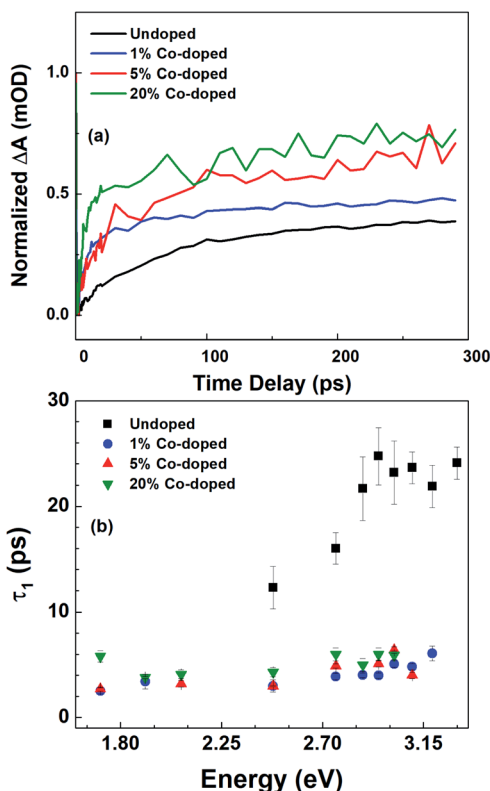 Undoped
1% Co-doped
5% Co-doped
20% Co-doped
(a)
Normalized ΔA (mOD)
1.0
0.5
0.0
0 100 200 300
Time Delay (ps)
Undoped
1% Co-doped
5% Co-doped
20% Co-doped
(b)
τ1 (ps)
30
20
10
0
1.80 2.25 2.70 3.15
Energy (eV)